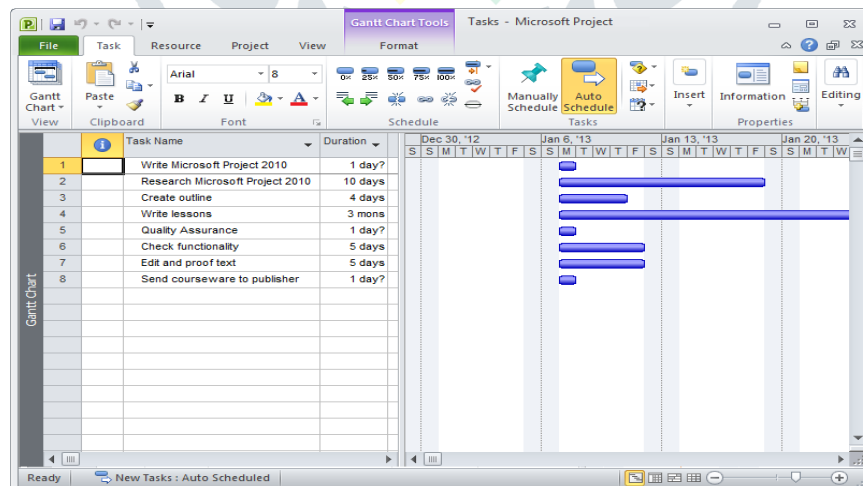 Gantt Chart Tools Tasks - Microsoft Project
File Task Resource Project View Format
Arial 8
0× 25× 50× 75× 100×
Gantt Chart Paste B I U A Manually Schedule Auto Schedule Insert Information Editing
View Clipboard Font Schedule Tasks Properties
Task Name Duration Dec 30, '12 Jan 6, '13 Jan 13, '13 Jan 20, '13
S S M T W T F S S M T W T F S S M T W T F S S M T W
1 Write Microsoft Project 2010 1 day?
2 Research Microsoft Project 2010 10 days
3 Create outline 4 days
4 Write lessons 3 mons
5 Quality Assurance 1 day?
6 Check functionality 5 days
7 Edit and proof text 5 days
8 Send courseware to publisher 1 day?
Gantt Chart
Ready New Tasks : Auto Scheduled